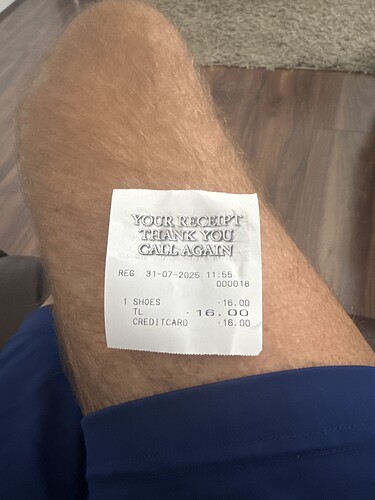 YOUR RECEIPT
THANK YOU
CALL AGAIN
REG 31-07-2025 11:55
000018
1 SHOES ·16.00
TL ·16.00
CREDITCARD ·16.00